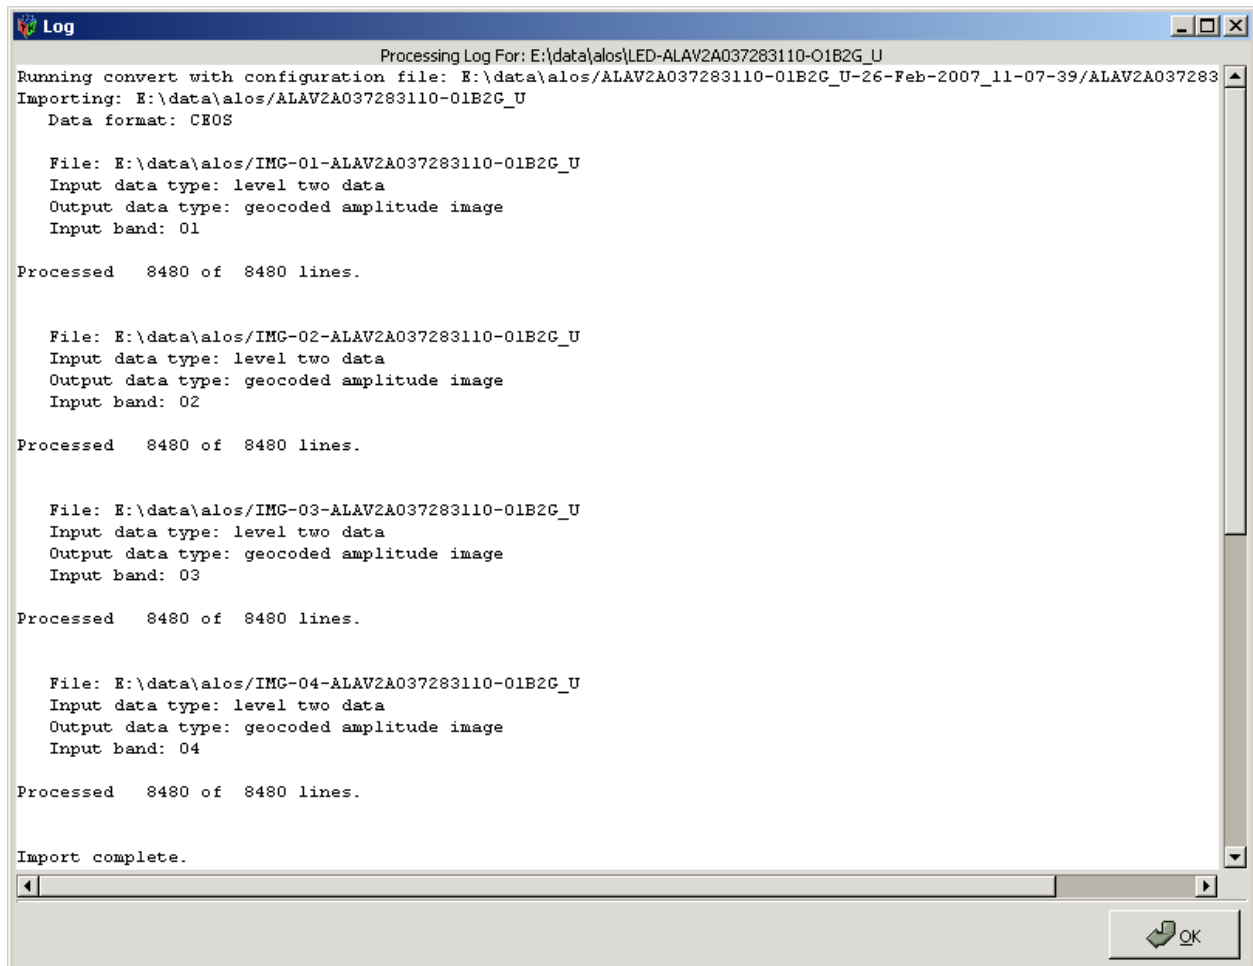 Log
Processing Log For: E:\data\alos\LED-ALAV2A037283110-O1B2G_U
Running convert with configuration file: E:\data\alos/ALAV2A037283110-O1B2G_U-26-Feb-2007_11-07-39/ALAV2A037283
Importing: E:\data\alos/ALAV2A037283110-O1B2G_U
Data format: CEOS
File: E:\data\alos/IMG-01-ALAV2A037283110-O1B2G_U
Input data type: level two data
Output data type: geocoded amplitude image
Input band: 01
Processed 8480 of 8480 lines.
File: E:\data\alos/IMG-02-ALAV2A037283110-O1B2G_U
Input data type: level two data
Output data type: geocoded amplitude image
Input band: 02
Processed 8480 of 8480 lines.
File: E:\data\alos/IMG-03-ALAV2A037283110-O1B2G_U
Input data type: level two data
Output data type: geocoded amplitude image
Input band: 03
Processed 8480 of 8480 lines.
File: E:\data\alos/IMG-04-ALAV2A037283110-O1B2G_U
Input data type: level two data
Output data type: geocoded amplitude image
Input band: 04
Processed 8480 of 8480 lines.
Import complete.
OK